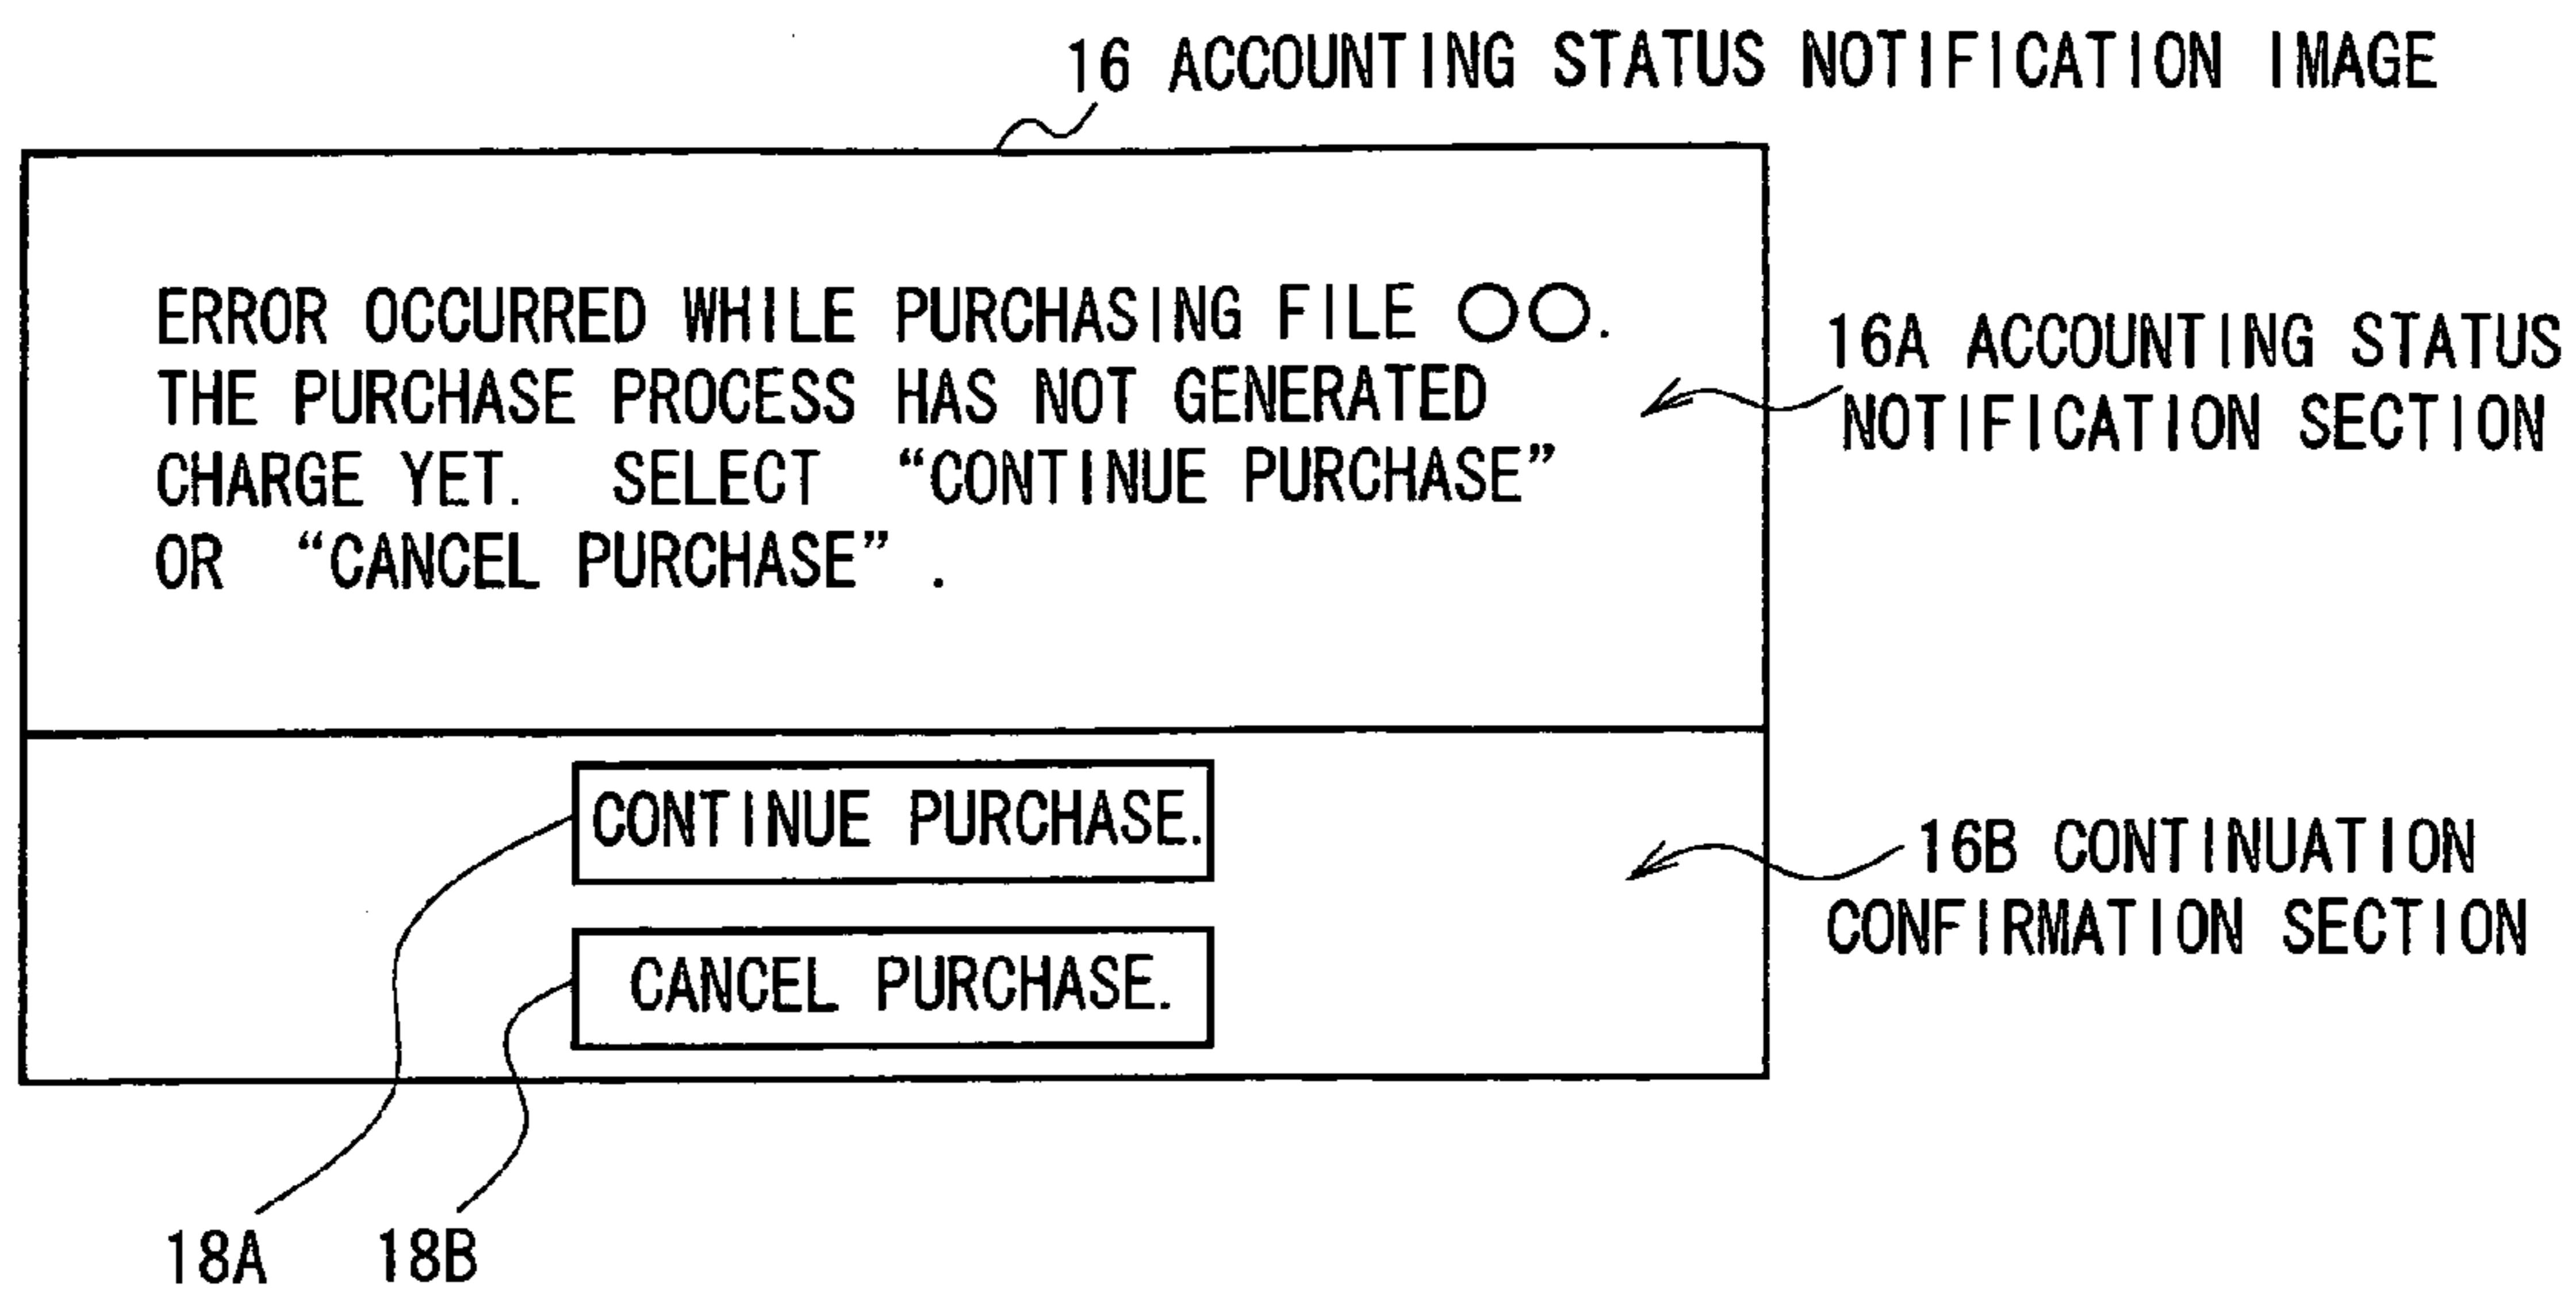 16 ACCOUNTING STATUS NOTIFICATION IMAGE
ERROR OCCURRED WHILE PURCHASING FILE ○○.
THE PURCHASE PROCESS HAS NOT GENERATED
CHARGE YET. SELECT “CONTINUE PURCHASE”
OR “CANCEL PURCHASE” .
16A ACCOUNTING STATUS
NOTIFICATION SECTION
CONTINUE PURCHASE.
CANCEL PURCHASE.
16B CONTINUATION
CONFIRMATION SECTION
18A
18B